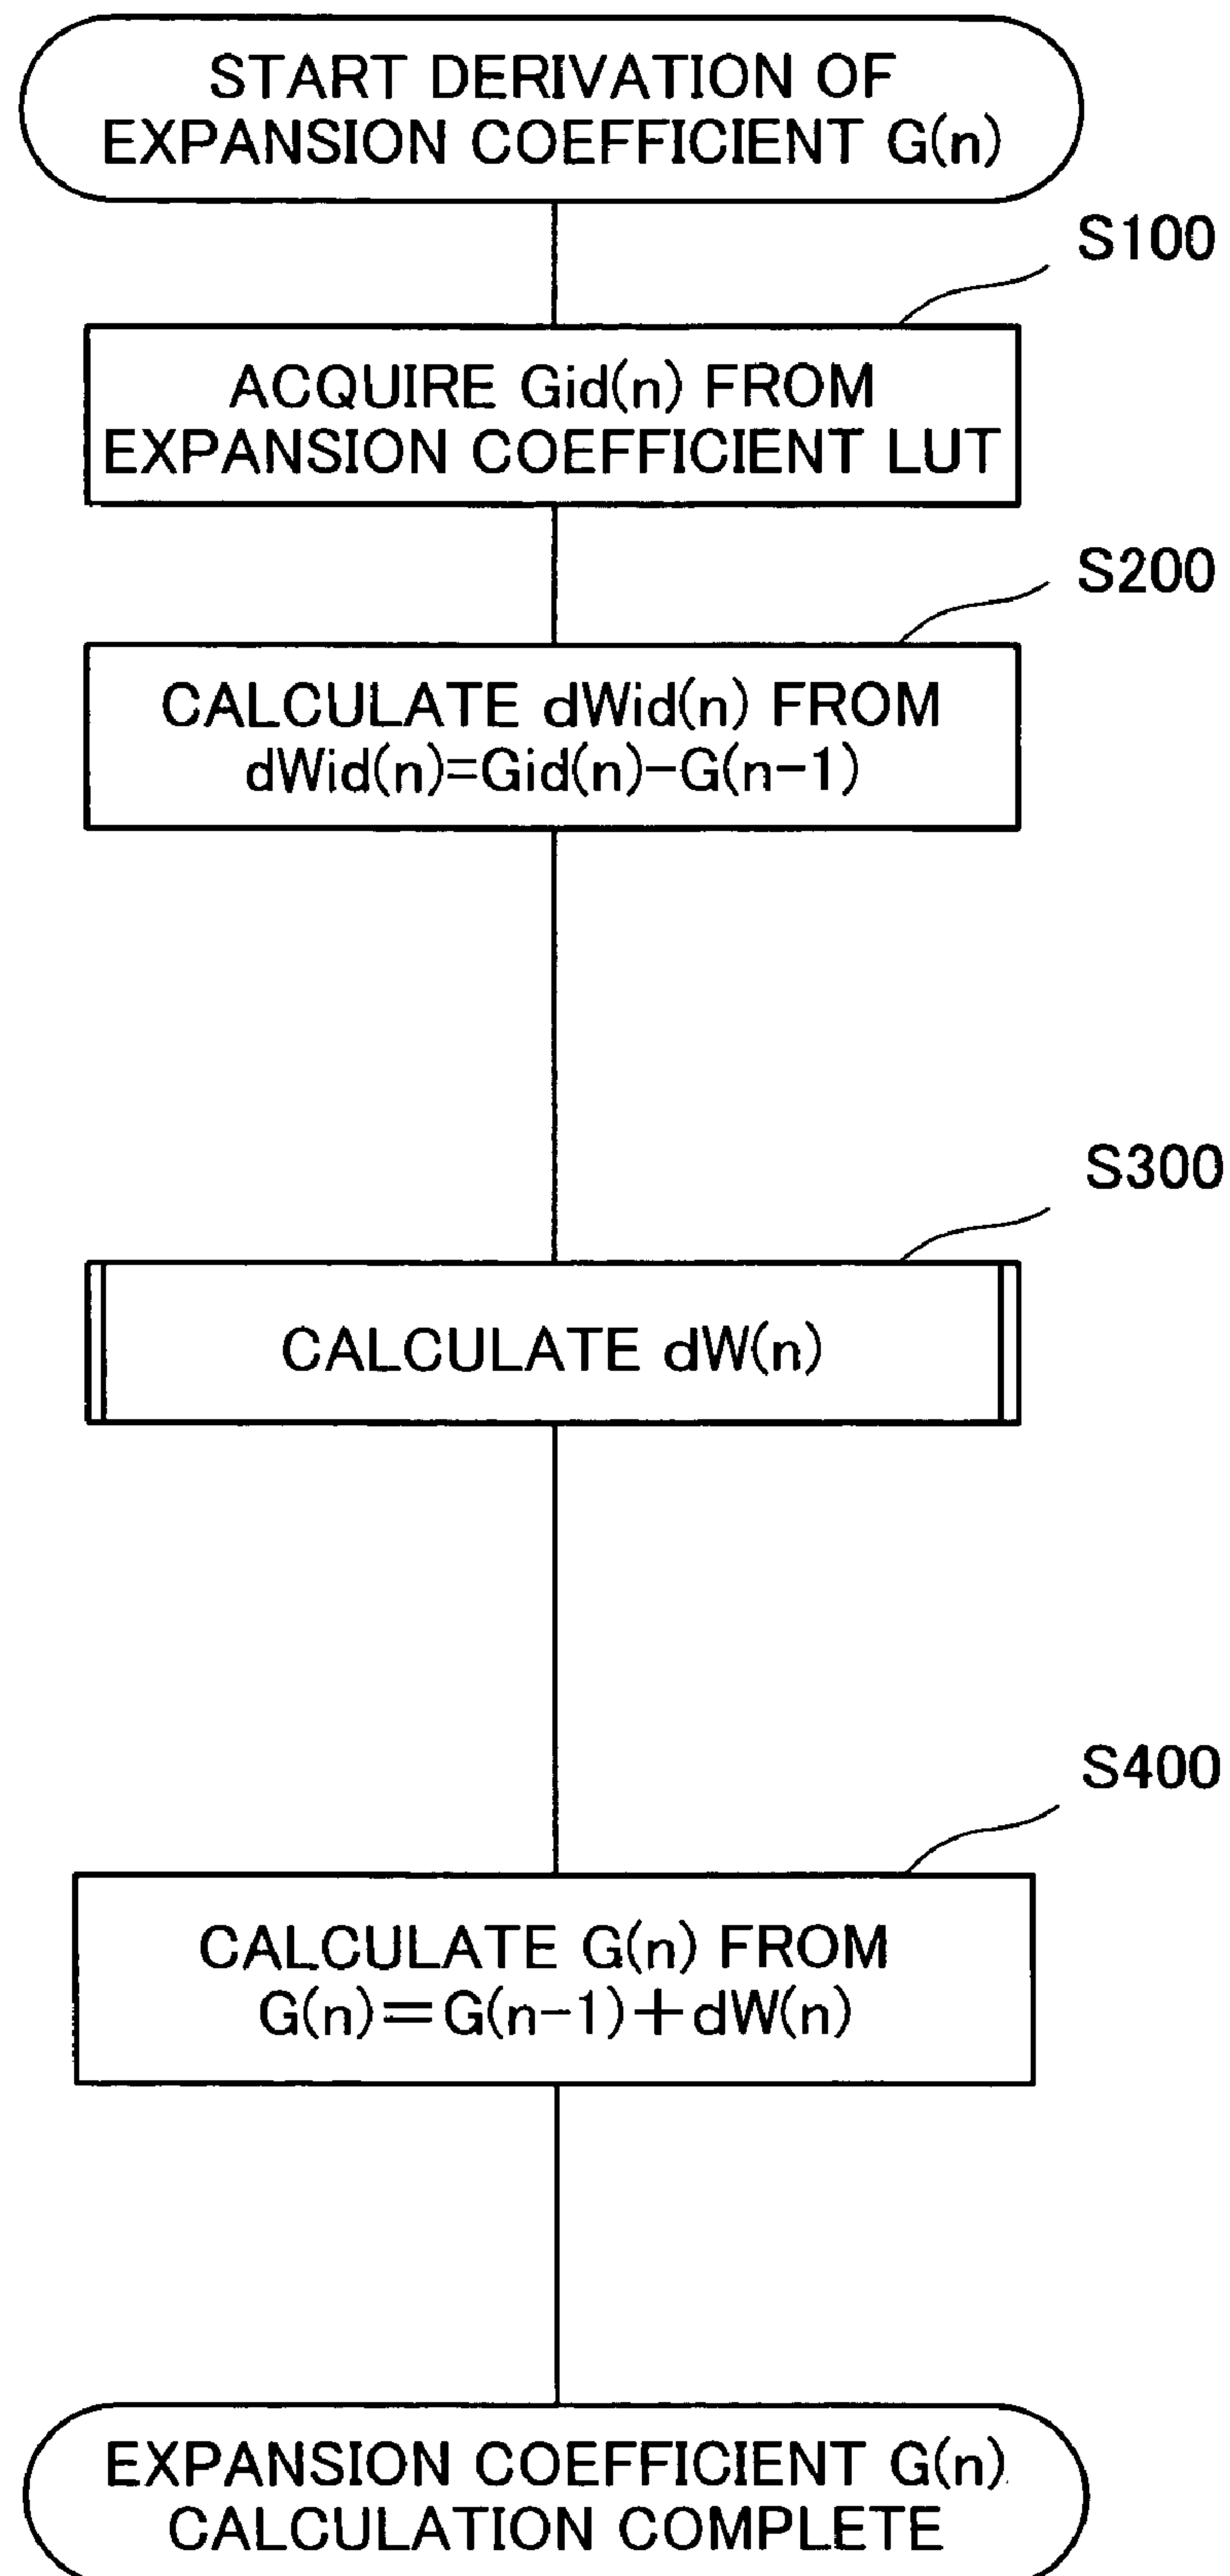 START DERIVATION OF
EXPANSION COEFFICIENT G(n)
S100
ACQUIRE Gid(n) FROM
EXPANSION COEFFICIENT LUT
S200
CALCULATE dWid(n) FROM
dWid(n)=Gid(n)-G(n-1)
S300
CALCULATE dW(n)
S400
CALCULATE G(n) FROM
G(n)=G(n-1)+dW(n)
EXPANSION COEFFICIENT G(n)
CALCULATION COMPLETE